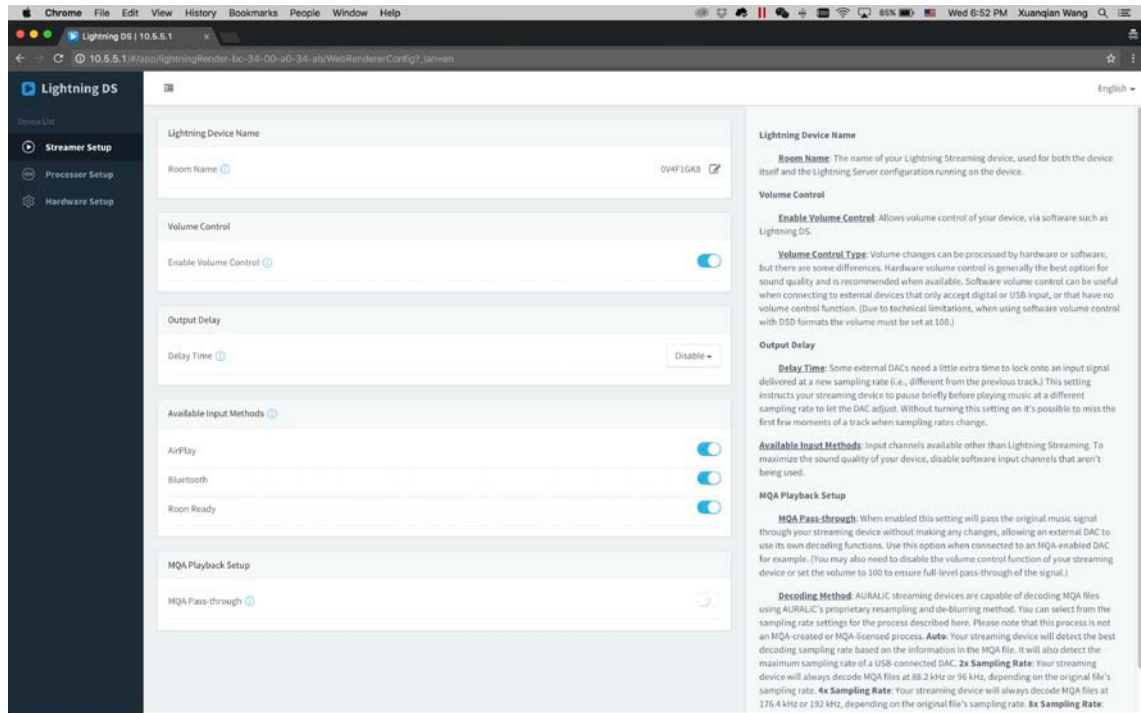 Chrome File Edit View History Bookmarks People Window Help
85% Wed 6:52 PM Xuanqian Wang
Lightning DS | 10.5.5.1 ×
10.5.5.1/#/app/lightningRender-bc-34-00-a0-34-ab/WebRendererConfig?_lan=en
Lightning DS
English
Device List
Streamer Setup
Processor Setup
Hardware Setup
Lightning Device Name
Room Name
0V4F1GK8
Volume Control
Enable Volume Control
Output Delay
Delay Time
Disable
Available Input Methods
AirPlay
Bluetooth
Roon Ready
MQA Playback Setup
MQA Pass-through
Lightning Device Name
Room Name: The name of your Lightning Streaming device, used for both the device
itself and the Lightning Server configuration running on the device.
Volume Control
Enable Volume Control: Allows volume control of your device, via software such as
Lightning DS.
Volume Control Type: Volume changes can be processed by hardware or software,
but there are some differences. Hardware volume control is generally the best option for
sound quality and is recommended when available. Software volume control can be useful
when connecting to external devices that only accept digital or USB input, or that have no
volume control function. (Due to technical limitations, when using software volume control
with DSD formats the volume must be set at 100.)
Output Delay
Delay Time: Some external DACs need a little extra time to lock onto an input signal
delivered at a new sampling rate (i.e., different from the previous track.) This setting
instructs your streaming device to pause briefly before playing music at a different
sampling rate to let the DAC adjust. Without turning this setting on it's possible to miss the
first few moments of a track when sampling rates change.
Available Input Methods: Input channels available other than Lightning Streaming. To
maximize the sound quality of your device, disable software input channels that aren't
being used.
MQA Playback Setup
MQA Pass-through: When enabled this setting will pass the original music signal
through your streaming device without making any changes, allowing an external DAC to
use its own decoding functions. Use this option when connected to an MQA-enabled DAC
for example. (You may also need to disable the volume control function of your streaming
device or set the volume to 100 to ensure full-level pass-through of the signal.)
Decoding Method: AURALiC streaming devices are capable of decoding MQA files
using AURALiC's proprietary resampling and de-blurring method. You can select from the
sampling rate settings for the process described here. Please note that this process is not
an MQA-created or MQA-licensed process. Auto: Your streaming device will detect the best
decoding sampling rate based on the information in the MQA file. It will also detect the
maximum sampling rate of a USB-connected DAC. 2x Sampling Rate: Your streaming
device will always decode MQA files at 88.2 kHz or 96 kHz, depending on the original file's
sampling rate. 4x Sampling Rate: Your streaming device will always decode MQA files at
176.4 kHz or 192 kHz, depending on the original file's sampling rate. 8x Sampling Rate: